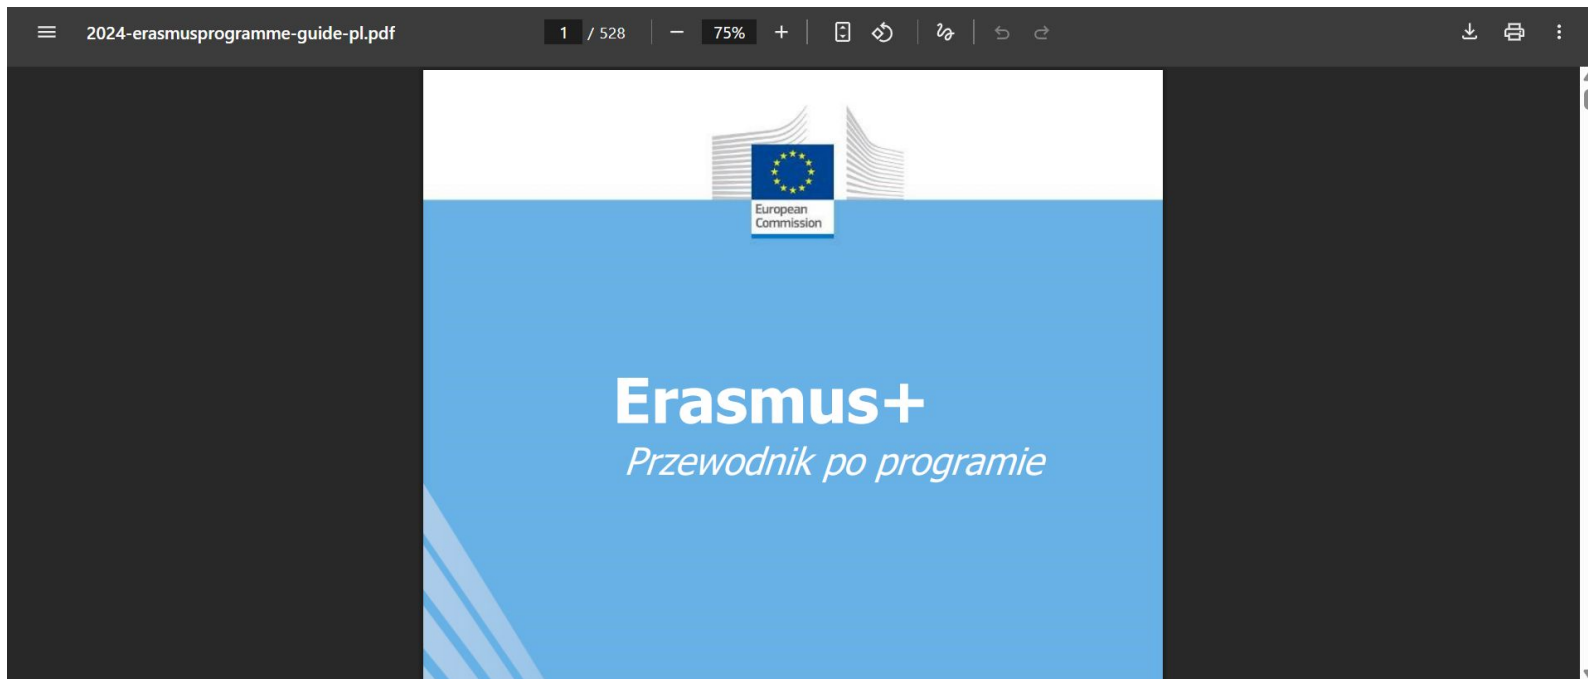 2024-erasmusprogramme-guide-pl.pdf 1 / 528 75%
European
Commission
Erasmus+
Przewodnik po programie